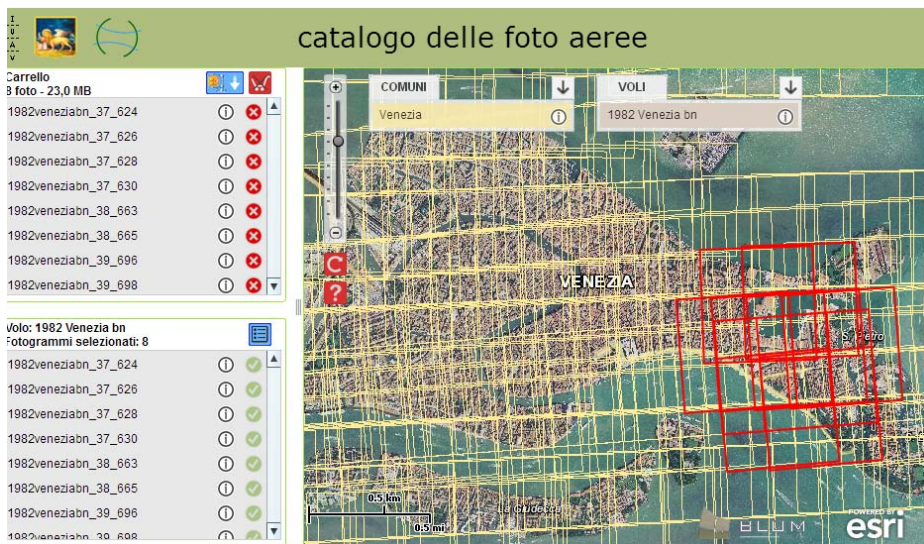 I
U
A
V
catalogo delle foto aeree
Carrello
8 foto - 23,0 MB
1982veneziabn_37_624
1982veneziabn_37_626
1982veneziabn_37_628
1982veneziabn_37_630
1982veneziabn_38_663
1982veneziabn_38_665
1982veneziabn_39_696
1982veneziabn_39_698
Volo: 1982 Venezia bn
Fotogrammi selezionati: 8
1982veneziabn_37_624
1982veneziabn_37_626
1982veneziabn_37_628
1982veneziabn_37_630
1982veneziabn_38_663
1982veneziabn_38_665
1982veneziabn_39_696
1982veneziabn_39_698
COMUNI
Venezia
VOLI
1982 Venezia bn
VENEZIA
S. Pietro
La Giudecca
0.5 km
0.5 mi
BLUM
POWERED BY
esri